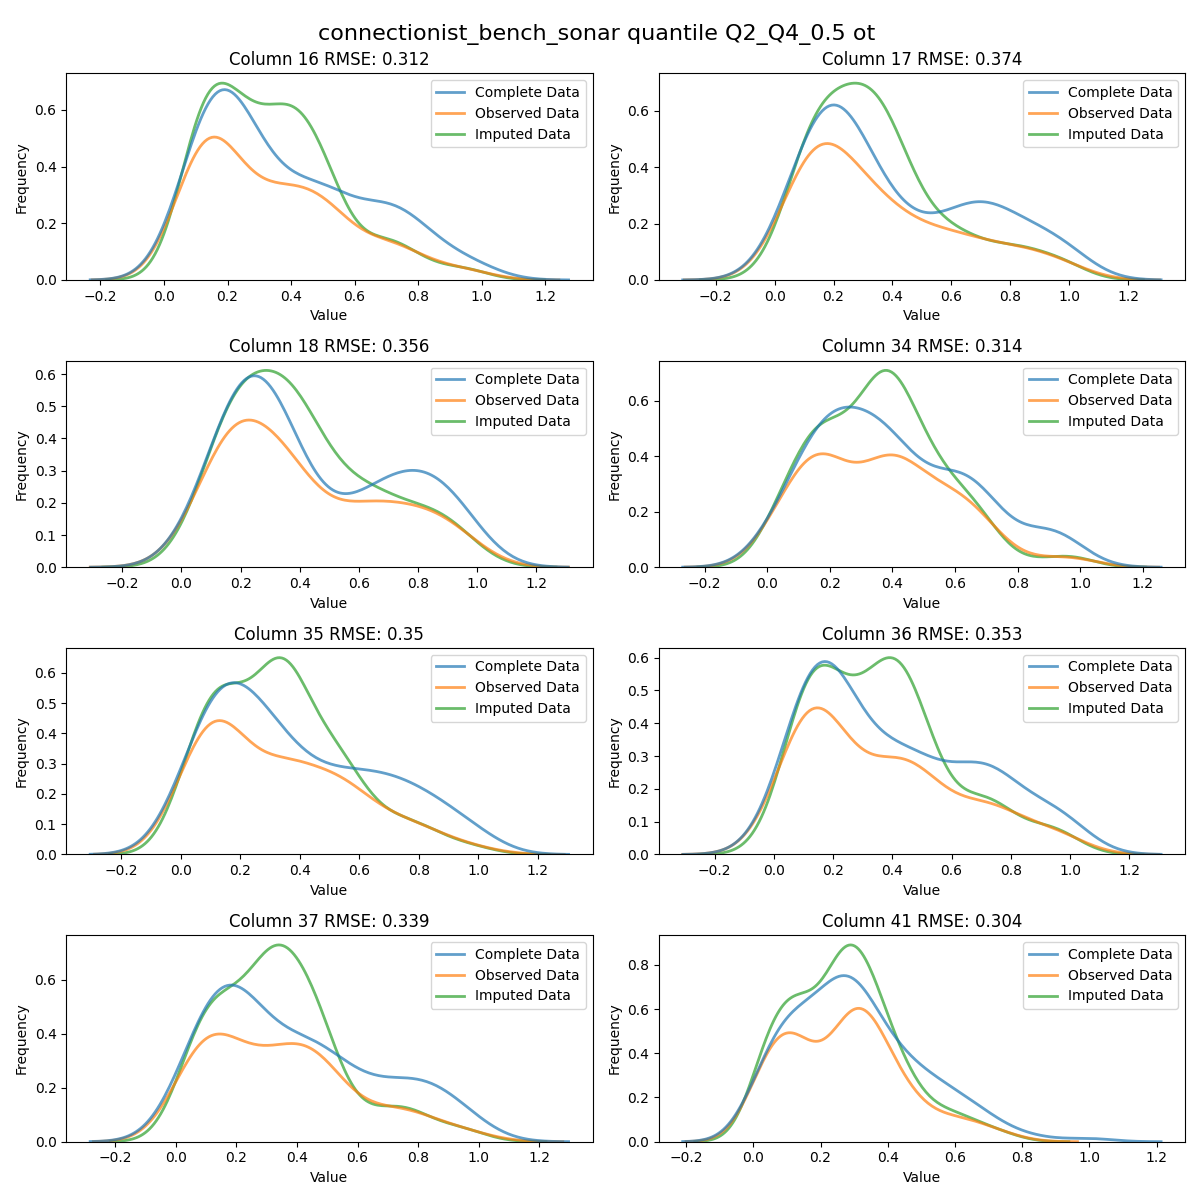 connectionist_bench_sonar quantile Q2_Q4_0.5 ot
Column 16 RMSE: 0.312
Frequency
0.6
0.4
0.2
0.0
Complete Data
Observed Data
Imputed Data
−0.2 0.0 0.2 0.4 0.6 0.8 1.0 1.2
Value
Column 17 RMSE: 0.374
Frequency
0.6
0.4
0.2
0.0
Complete Data
Observed Data
Imputed Data
−0.2 0.0 0.2 0.4 0.6 0.8 1.0 1.2
Value
Column 18 RMSE: 0.356
Frequency
0.6
0.5
0.4
0.3
0.2
0.1
0.0
Complete Data
Observed Data
Imputed Data
−0.2 0.0 0.2 0.4 0.6 0.8 1.0 1.2
Value
Column 34 RMSE: 0.314
Frequency
0.6
0.4
0.2
0.0
Complete Data
Observed Data
Imputed Data
−0.2 0.0 0.2 0.4 0.6 0.8 1.0 1.2
Value
Column 35 RMSE: 0.35
Frequency
0.6
0.5
0.4
0.3
0.2
0.1
0.0
Complete Data
Observed Data
Imputed Data
−0.2 0.0 0.2 0.4 0.6 0.8 1.0 1.2
Value
Column 36 RMSE: 0.353
Frequency
0.6
0.5
0.4
0.3
0.2
0.1
0.0
Complete Data
Observed Data
Imputed Data
−0.2 0.0 0.2 0.4 0.6 0.8 1.0 1.2
Value
Column 37 RMSE: 0.339
Frequency
0.6
0.4
0.2
0.0
Complete Data
Observed Data
Imputed Data
−0.2 0.0 0.2 0.4 0.6 0.8 1.0 1.2
Value
Column 41 RMSE: 0.304
Frequency
0.8
0.6
0.4
0.2
0.0
Complete Data
Observed Data
Imputed Data
−0.2 0.0 0.2 0.4 0.6 0.8 1.0 1.2
Value